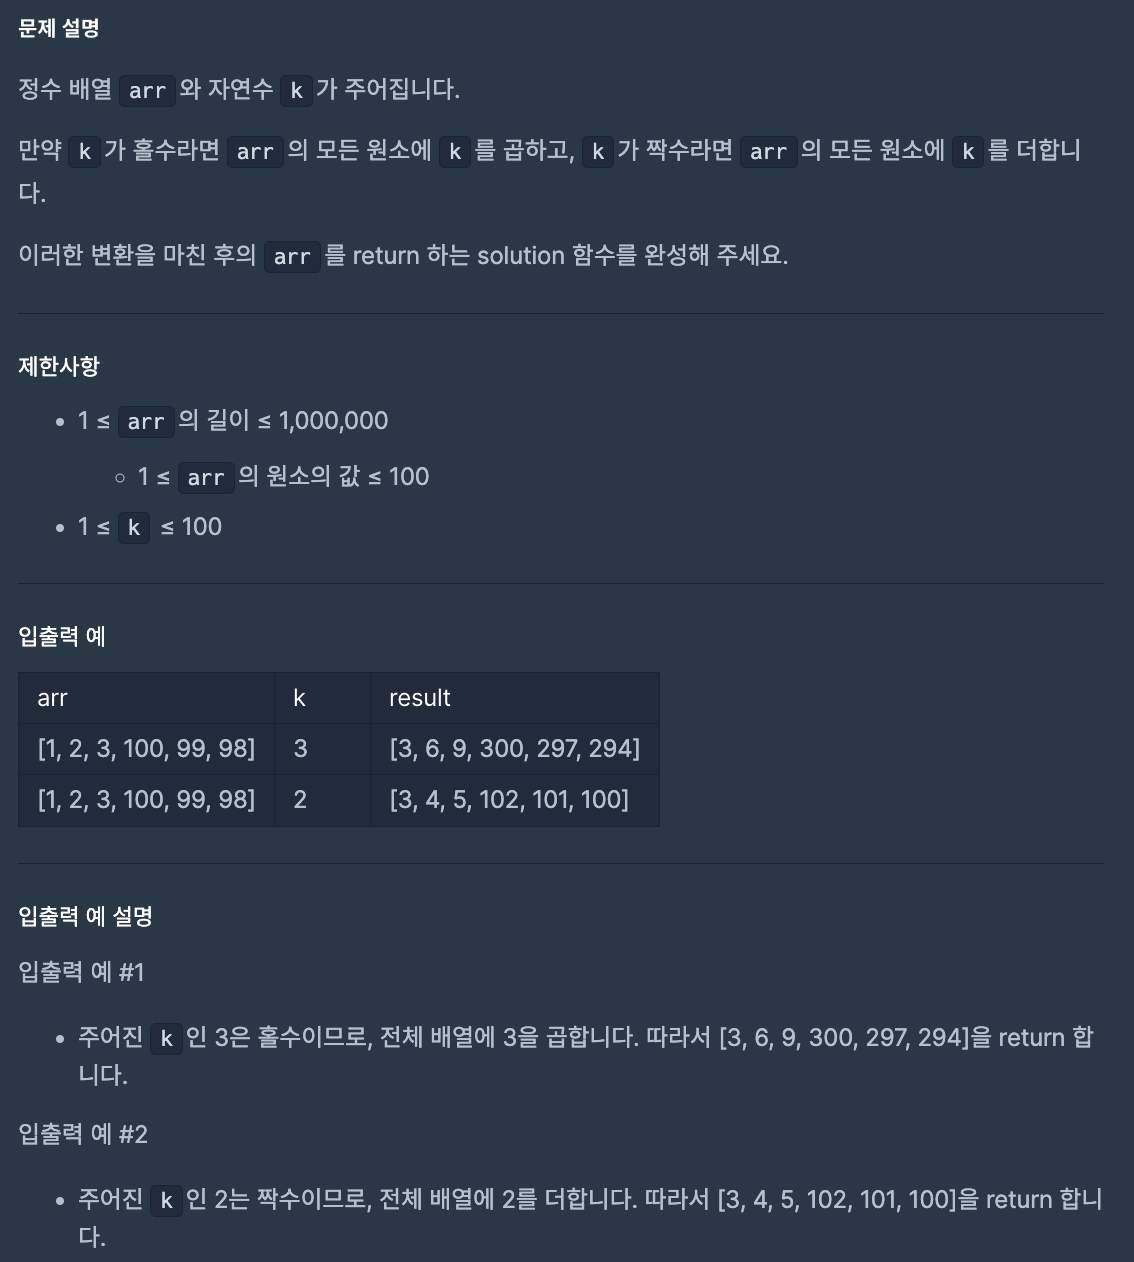 문제 설명
정수 배열 arr 와 자연수 k 가 주어집니다.
만약 k 가 홀수라면 arr 의 모든 원소에 k 를 곱하고, k 가 짝수라면 arr 의 모든 원소에 k 를 더합니
다.
이러한 변환을 마친 후의 arr 를 return 하는 solution 함수를 완성해 주세요.
제한사항
• 1 ≤ arr 의 길이 ≤ 1,000,000
◦ 1 ≤ arr 의 원소의 값 ≤ 100
• 1 ≤ k ≤ 100
입출력 예
arr k result
[1, 2, 3, 100, 99, 98] 3 [3, 6, 9, 300, 297, 294]
[1, 2, 3, 100, 99, 98] 2 [3, 4, 5, 102, 101, 100]
입출력 예 설명
입출력 예 #1
• 주어진 k 인 3은 홀수이므로, 전체 배열에 3을 곱합니다. 따라서 [3, 6, 9, 300, 297, 294]을 return 합
니다.
입출력 예 #2
• 주어진 k 인 2는 짝수이므로, 전체 배열에 2를 더합니다. 따라서 [3, 4, 5, 102, 101, 100]을 return 합니
다.